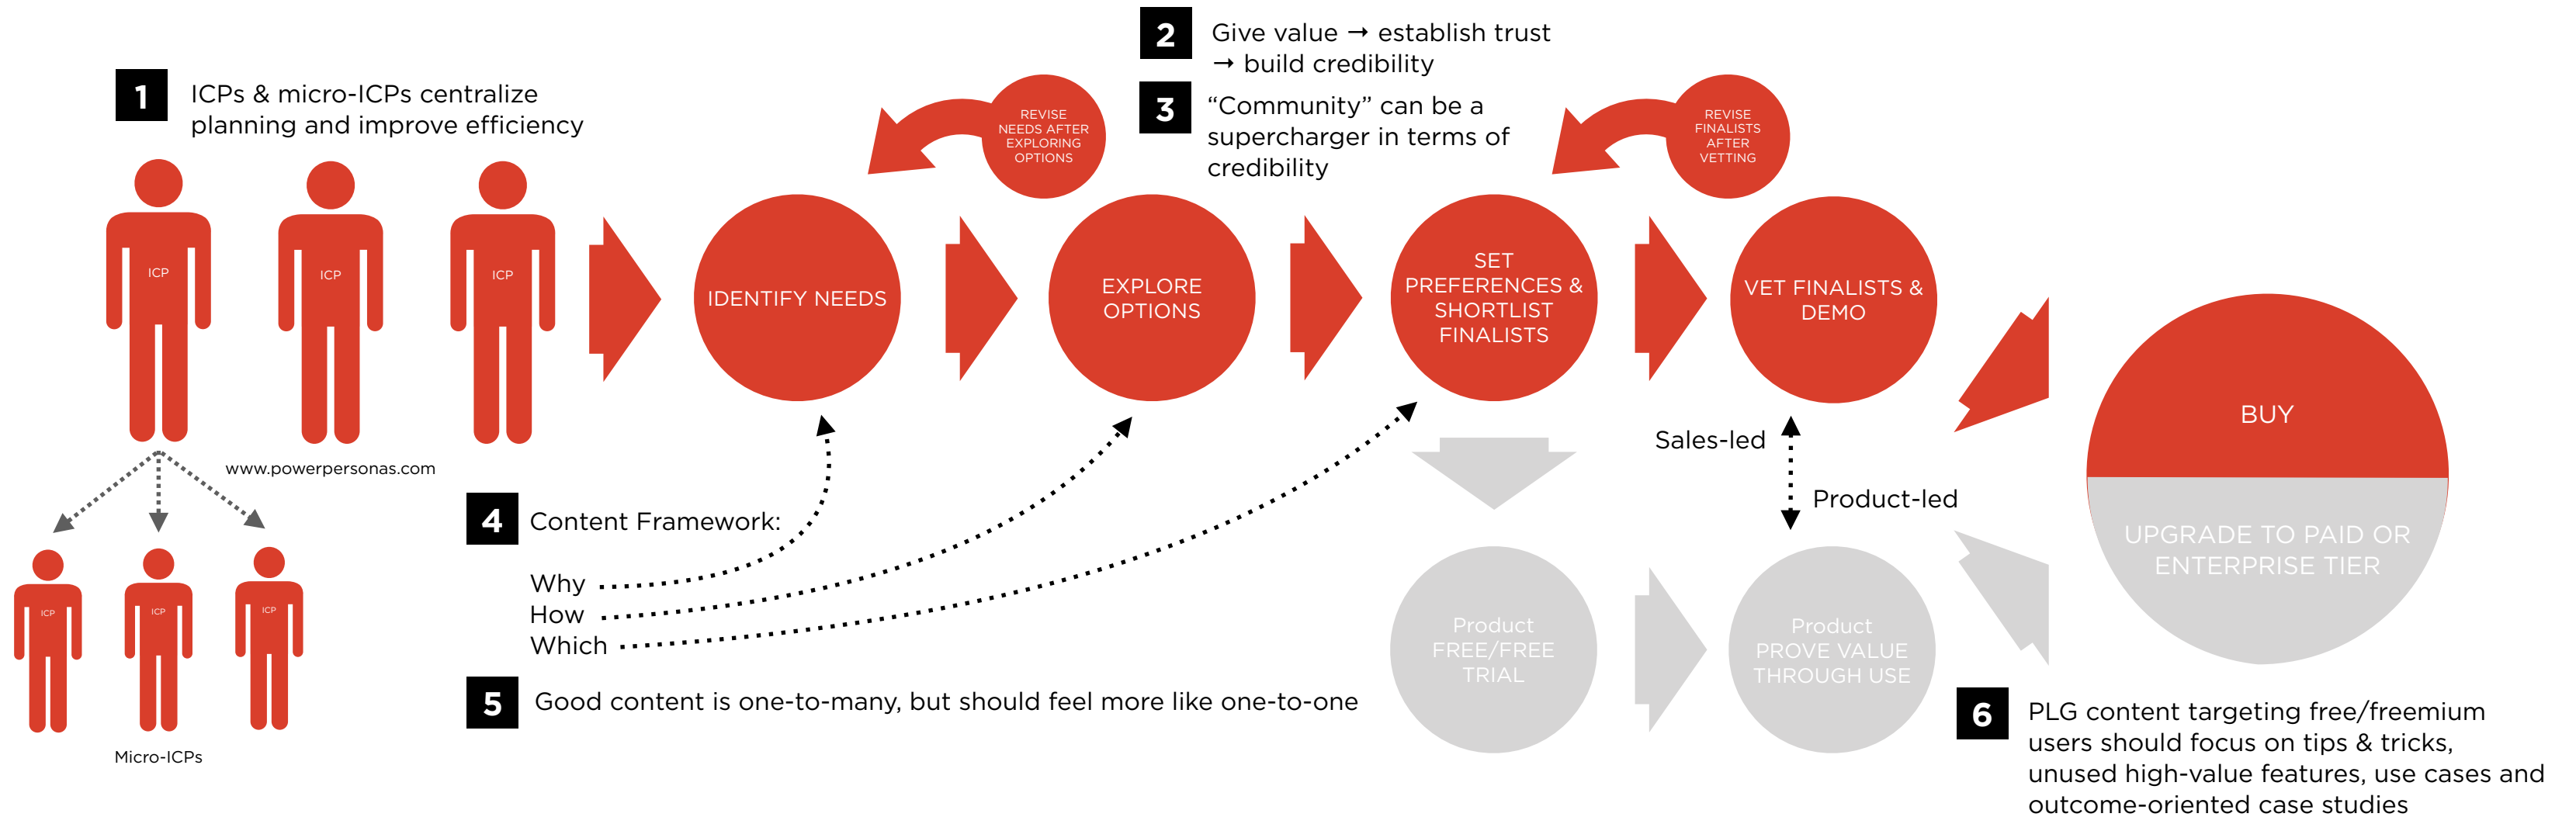 1
ICPs & micro-ICPs centralize
planning and improve efficiency
2
Give value → establish trust
→ build credibility
3
“Community” can be a
supercharger in terms of
credibility
REVISE
NEEDS AFTER
EXPLORING
OPTIONS
REVISE
FINALISTS
AFTER
VETTING
ICP
ICP
ICP
IDENTIFY NEEDS
EXPLORE
OPTIONS
SET
PREFERENCES &
SHORTLIST
FINALISTS
VET FINALISTS &
DEMO
BUY
UPGRADE TO PAID OR
ENTERPRISE TIER
www.powerpersonas.com
Sales-led
Product-led
4
Content Framework:
Why
How
Which
ICP
ICP
ICP
Micro-ICPs
Product
FREE/FREE
TRIAL
Product
PROVE VALUE
THROUGH USE
5
Good content is one-to-many, but should feel more like one-to-one
6
PLG content targeting free/freemium
users should focus on tips & tricks,
unused high-value features, use cases and
outcome-oriented case studies